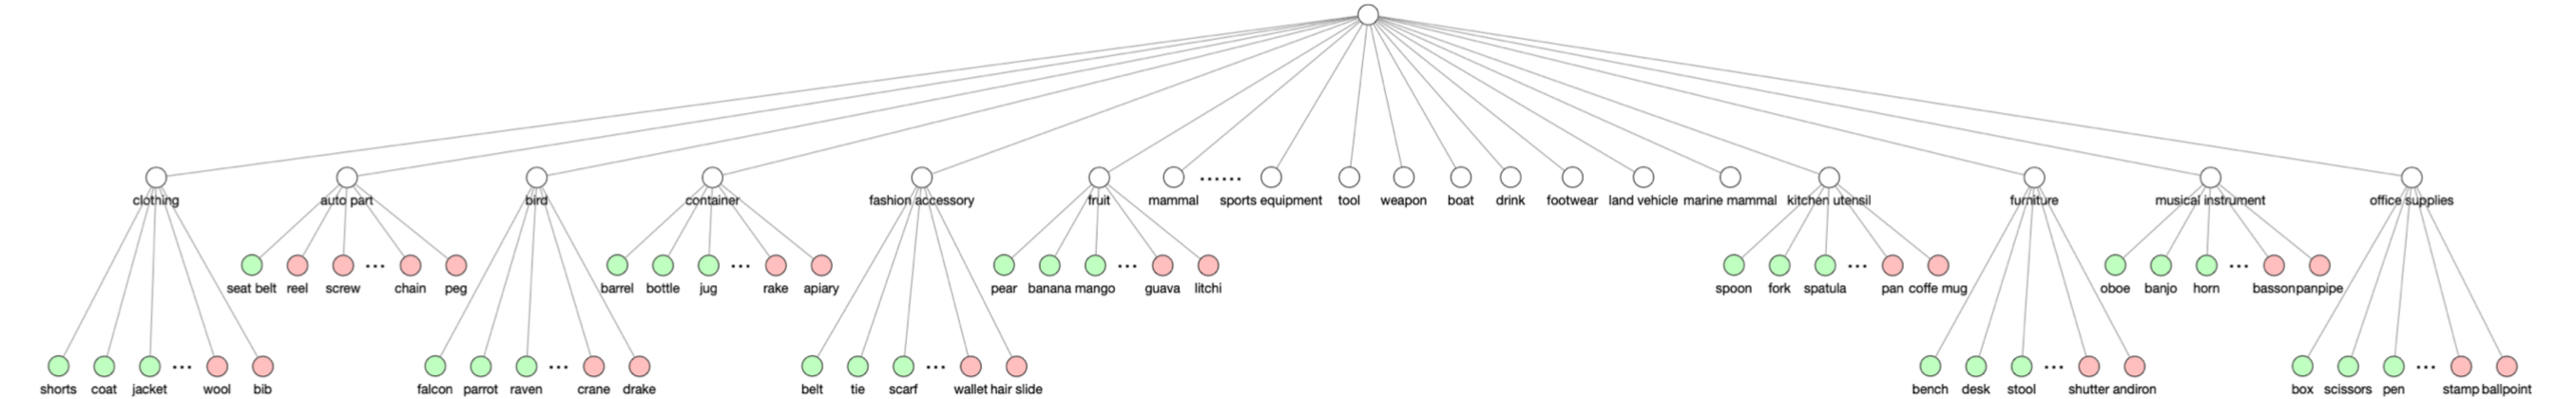 clothing auto part bird container fashion accessory fruit mammal ...... sports equipment tool weapon boat drink footwear land vehicle marine mammal kitchen utensil furniture musical instrument office supplies
seat belt reel screw ... chain peg barrel bottle jug ... rake apiary pear banana mango ... guava litchi spoon fork spatula ... pan coffe mug oboe banjo horn ... basson panpipe
shorts coat jacket ... wool bib falcon parrot raven ... crane drake belt tie scarf ... wallet hair slide bench desk stool ... shutter andiron box scissors pen ... stamp ballpoint